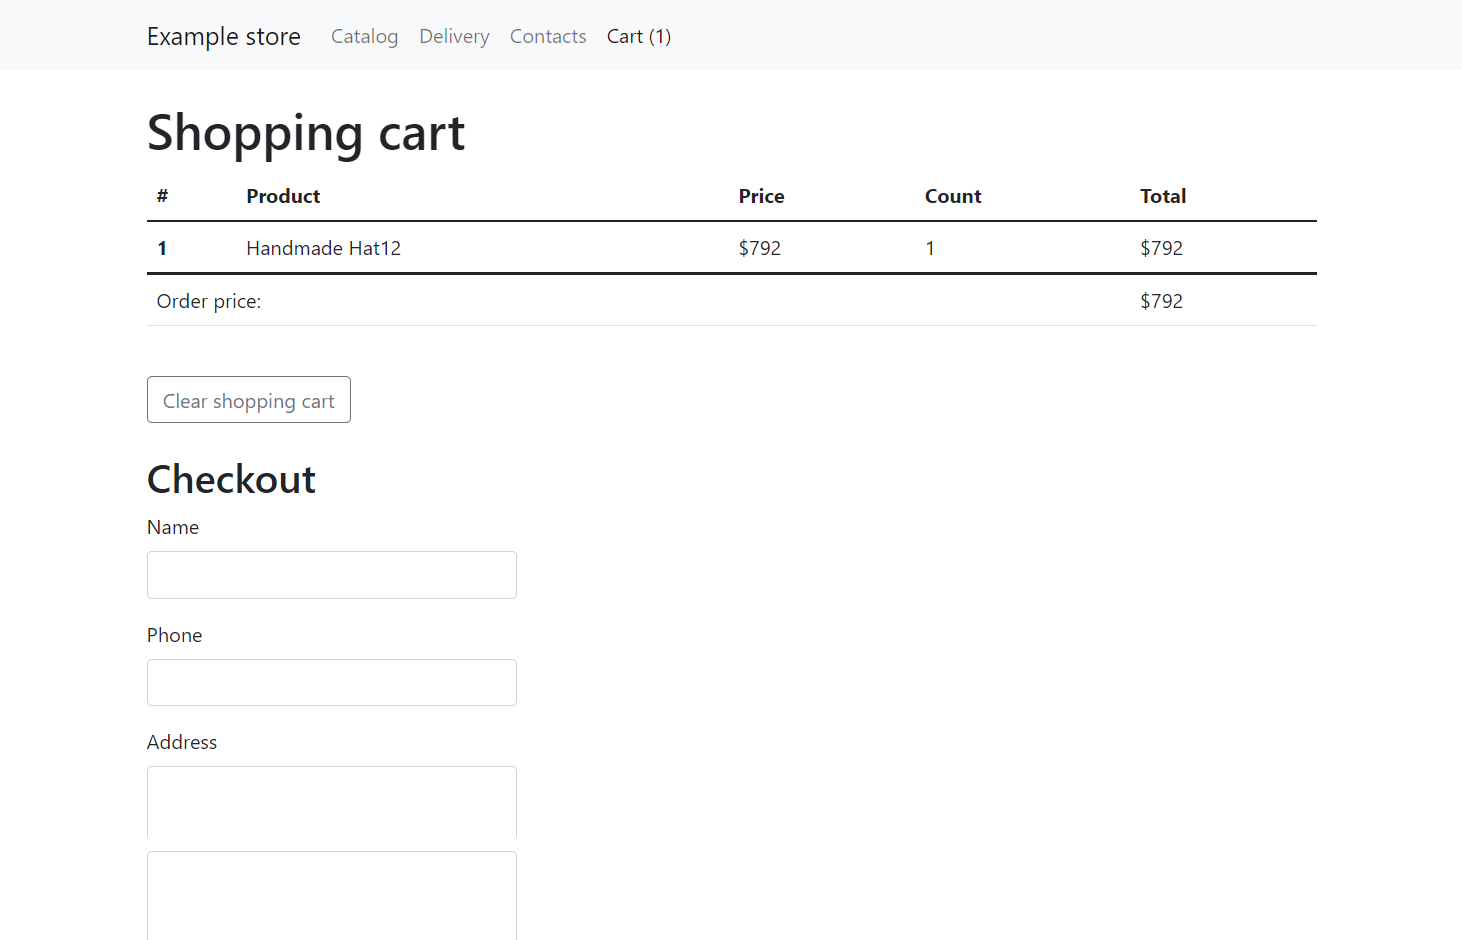 Example store Catalog Delivery Contacts Cart (1)
Shopping cart
# Product Price Count Total
1 Handmade Hat12 $792 1 $792
Order price: $792
Clear shopping cart
Checkout
Name
Phone
Address